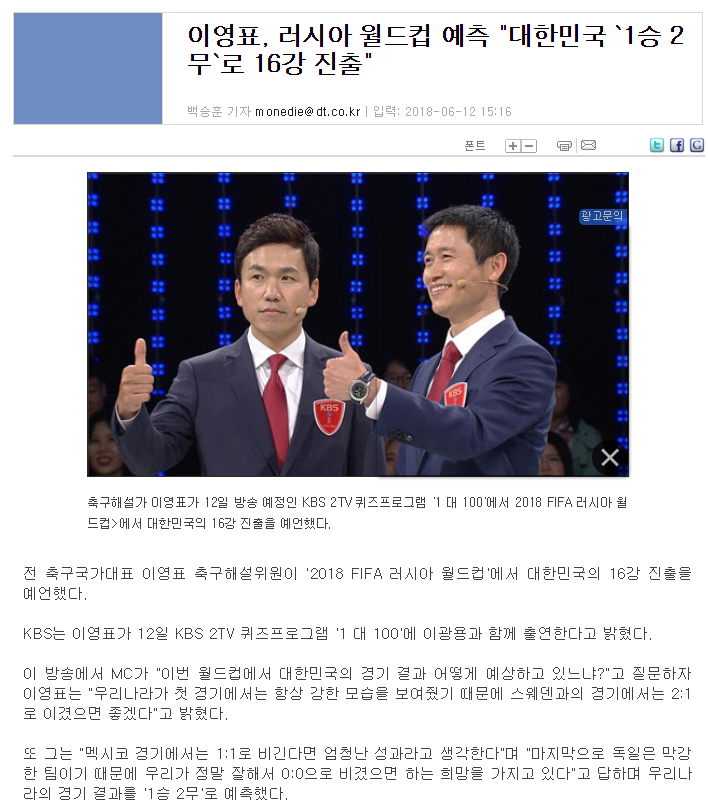 이영표, 러시아 월드컵 예측 "대한민국 `1승 2
무`로 16강 진출"
백승훈 기자 monedie@dt.co.kr | 입력: 2018-06-12 15:16
폰트
광고문의
KBS
KBS
축구해설가 이영표가 12일 방송 예정인 KBS 2TV 퀴즈프로그램 '1 대 100'에서 2018 FIFA 러시아 월
드컵>에서 대한민국의 16강 진출을 예언했다.
전 축구국가대표 이영표 축구해설위원이 '2018 FIFA 러시아 월드컵'에서 대한민국의 16강 진출을
예언했다.
KBS는 이영표가 12일 KBS 2TV 퀴즈프로그램 '1 대 100'에 이광용과 함께 출연한다고 밝혔다.
이 방송에서 MC가 "이번 월드컵에서 대한민국의 경기 결과 어떻게 예상하고 있느냐?"고 질문하자
이영표는 "우리나라가 첫 경기에서는 항상 강한 모습을 보여줬기 때문에 스웨덴과의 경기에서는 2:1
로 이겼으면 좋겠다"고 밝혔다.
또 그는 "멕시코 경기에서는 1:1로 비긴다면 엄청난 성과라고 생각한다"며 "마지막으로 독일은 막강
한 팀이기 때문에 우리가 정말 잘해서 0:0으로 비겼으면 하는 희망을 가지고 있다"고 답하며 우리나
라의 경기 결과를 '1승 2무'로 예측했다.